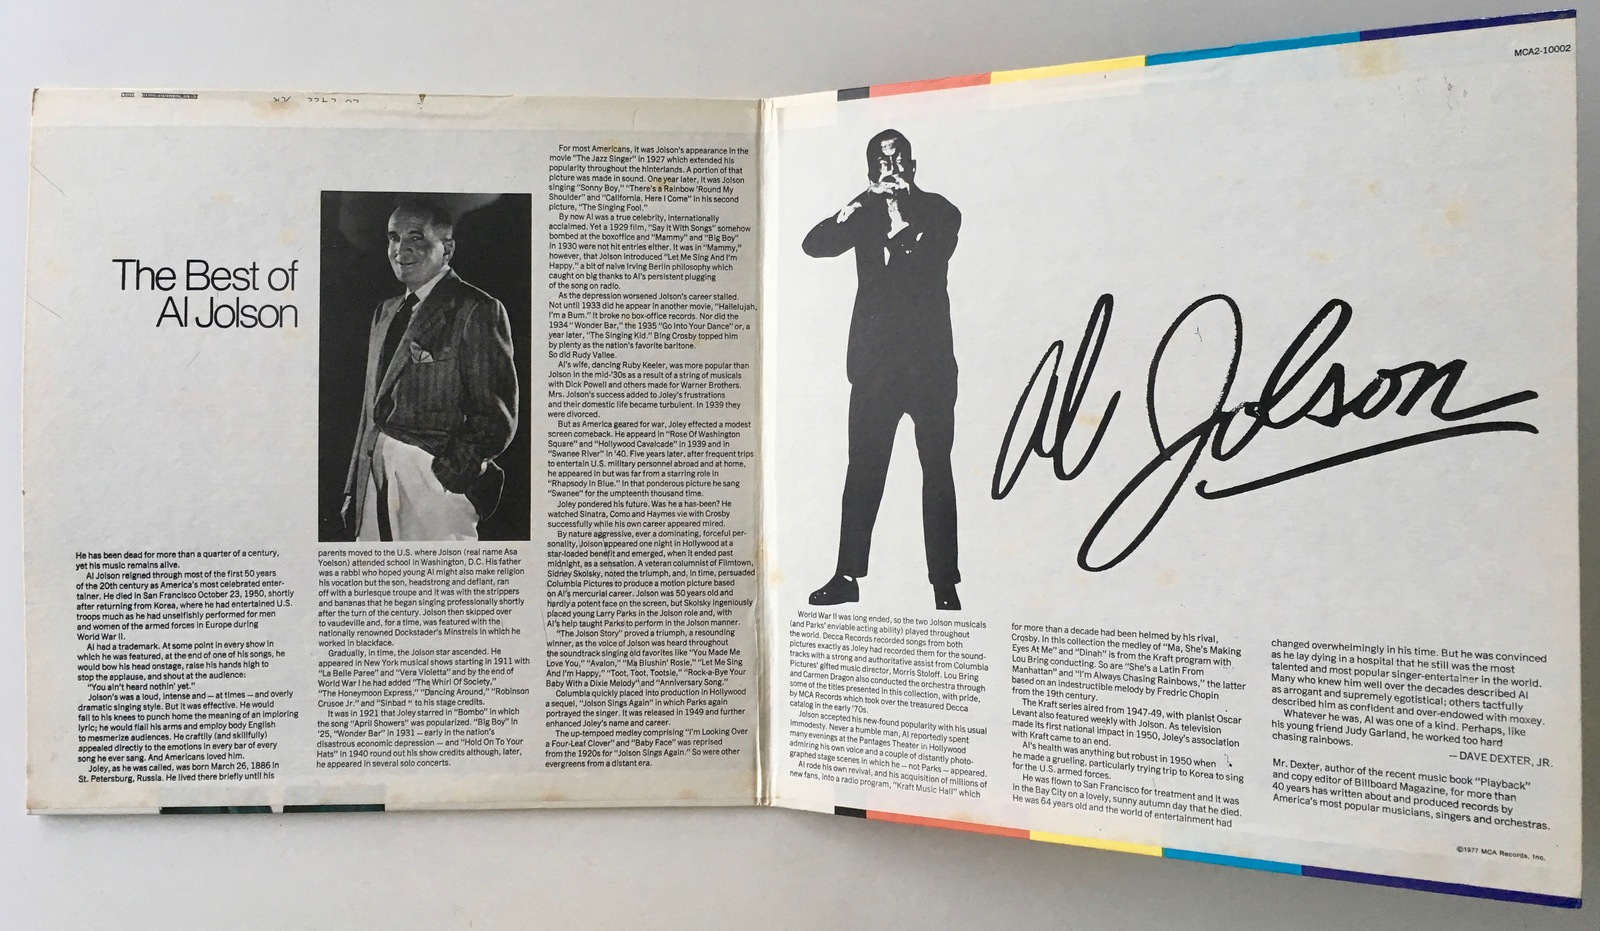 The Best of
Al Jolson
He has been dead for more than a quarter of a century,
yet his music remains alive.
Al Jolson reigned through most of the first 50 years
of the 20th century as America's most celebrated enter-
tainer. He died in San Francisco October 23, 1950, shortly
after returning from Korea, where he had entertained U.S.
troops much as he had unselfishly performed for men
and women of the armed forces in Europe during
World War II.
Al had a trademark. At some point in every show in
which he was featured, at the end of one of his songs, he
would bow his head onstage, raise his hands high to
stop the applause, and shout at the audience:
"You ain't heard nothin' yet."
Jolson's was a loud, intense and — at times — and overly
dramatic singing style. But it was effective. He would
fall to his knees to punch home the meaning of an imploring
lyric; he would flail his arms and employ body English
to mesmerize audiences. He craftily (and skillfully)
appealed directly to the emotions in every bar of every
song he ever sang. And Americans loved him.
Joley, as he was called, was born March 26, 1886 in
St. Petersburg, Russia. He lived there briefly until his
parents moved to the U.S. where Jolson (real name Asa
Yoelson) attended school in Washington, D.C. His father
was a rabbi who hoped young Al might also make religion
his vocation but the son, headstrong and defiant, ran
off with a burlesque troupe and it was with the strippers
and bananas that he began singing professionally shortly
after the turn of the century. Jolson then skipped over
to vaudeville and, for a time, was featured with the
nationally renowned Dockstader's Minstrels in which he
worked in blackface.
Gradually, in time, the Jolson star ascended. He
appeared in New York musical shows starting in 1911 with
"La Belle Paree" and "Vera Violetta" and by the end of
World War I he had added "The Whirl Of Society,"
"The Honeymoon Express," "Dancing Around," "Robinson
Crusoe Jr." and "Sinbad" to his stage credits.
It was in 1921 that Joley starred in "Bombo" in which
the song "April Showers" was popularized. "Big Boy" in
'25, "Wonder Bar" in 1931 — early in the nation's
disastrous economic depression — and "Hold On To Your
Hats" in 1940 round out his show credits although, later,
he appeared in several solo concerts.
For most Americans, it was Jolson's appearance in the
movie "The Jazz Singer" in 1927 which extended his
popularity throughout the hinterlands. A portion of that
picture was made in sound. One year later, it was Jolson
singing "Sonny Boy," "There's a Rainbow 'Round My
Shoulder" and "California, Here I Come" in his second
picture, "The Singing Fool."
By now Al was a true celebrity, internationally
acclaimed. Yet a 1929 film, "Say It With Songs" somehow
bombed at the boxoffice and "Mammy" and "Big Boy"
in 1930 were not hit entries either. It was in "Mammy,"
however, that Jolson introduced "Let Me Sing And I'm
Happy," a bit of naive Irving Berlin philosophy which
caught on big thanks to Al's persistent plugging
of the song on radio.
As the depression worsened Jolson's career stalled.
Not until 1933 did he appear in another movie, "Hallelujah,
I'm a Bum." It broke no box-office records. Nor did the
1934 "Wonder Bar," the 1935 "Go Into Your Dance" or, a
year later, "The Singing Kid." Bing Crosby topped him
by plenty as the nation's favorite baritone.
So did Rudy Vallee.
Al's wife, dancing Ruby Keeler, was more popular than
Jolson in the mid-'30s as a result of a string of musicals
with Dick Powell and others made for Warner Brothers.
Mrs. Jolson's success added to Joley's frustrations
and their domestic life became turbulent. In 1939 they
were divorced.
But as America geared for war, Joley effected a modest
screen comeback. He appear in "Rose Of Washington
Square" and "Hollywood Cavalcade" in 1939 and in
"Swanee River" in '40. Five years later, after frequent trips
to entertain U.S. military personnel abroad and at home,
he appeared in but was far from a starring role in
"Rhapsody In Blue." In that ponderous picture he sang
"Swanee" for the umpteenth thousand time.
Joley pondered his future. Was he a has-been? He
watched Sinatra, Como and Haymes vie with Crosby
successfully while his own career appeared mired.
By nature aggressive, ever a dominating, forceful per-
sonality, Jolson appeared one night in Hollywood at a
star-loaded benefit and emerged, when it ended past
midnight, as a sensation. A veteran columnist of Filmtown,
Sidney Skolsky, noted the triumph, and, in time, persuaded
Columbia Pictures to produce a motion picture based
on Al's mercurial career. Jolson was 50 years old and
hardly a potent face on the screen, but Skolsky ingeniously
placed young Larry Parks in the Jolson role and, with
Al's help taught Parks to perform in the Jolson manner.
"The Jolson Story" proved a triumph, a resounding
winner, as the voice of Jolson was heard throughout
the soundtrack singing old favorites like "You Made Me
Love You," "Avalon," "Ma Blushin' Rosie," "Let Me Sing
And I'm Happy," "Toot, Toot, Tootsie," "Rock-a-Bye Your
Baby With a Dixie Melody" and "Anniversary Song."
Columbia quickly placed into production in Hollywood
a sequel, "Jolson Sings Again" in which Parks again
portrayed the singer. It was released in 1949 and further
enhanced Joley's name and career.
The up-tempoed medley comprising "I'm Looking Over
a Four-Leaf Clover" and "Baby Face" was reprised
from the 1920s for "Jolson Sings Again." So were other
evergreens from a distant era.
MCA2-10002
Al Jolson
World War II was long ended, so the two Jolson musicals
(and Parks' enviable acting ability) played throughout
the world. Decca Records recorded songs from both
pictures exactly as Joley had recorded them for the sound-
tracks with a strong and authoritative assist from Columbia
Pictures' gifted music director, Morris Stoloff. Lou Bring
and Carmen Dragon also conducted the orchestra through
some of the titles presented in this collection, with pride,
by MCA Records which took over the treasured Decca
catalog in the early '70s.
Jolson accepted his new-found popularity with his usual
immodesty. Never a humble man, Al reportedly spent
many evenings at the Pantages Theater in Hollywood
admiring his own voice and a couple of distantly photo-
graphed stage scenes in which he — not Parks — appeared.
Al rode his own revival, and his acquisition of millions of
new fans, into a radio program, "Kraft Music Hall" which
for more than a decade had been helmed by his rival,
Crosby. In this collection the medley of "Ma, She's Making
Eyes At Me" and "Dinah" is from the Kraft program with
Lou Bring conducting. So are "She's a Latin From
Manhattan" and "I'm Always Chasing Rainbows," the latter
based on an indestructible melody by Fredric Chopin
from the 19th century.
The Kraft series aired from 1947-49, with pianist Oscar
Levant also featured weekly with Jolson. As television
made its first national impact in 1950, Joley's association
with Kraft came to an end.
Al's health was anything but robust in 1950 when
he made a grueling, particularly trying trip to Korea to sing
for the U.S. armed forces.
He was flown to San Francisco for treatment and it was
in the Bay City on a lovely, sunny autumn day that he died.
He was 64 years old and the world of entertainment had
changed overwhelmingly in his time. But he was convinced
as he lay dying in a hospital that he still was the most
talented and most popular singer-entertainer in the world.
Many who knew him well over the decades described Al
as arrogant and supremely egotistical; others tactfully
described him as confident and over-endowed with moxey.
Whatever he was, Al was one of a kind. Perhaps, like
his young friend Judy Garland, he worked too hard
chasing rainbows.
— DAVE DEXTER, JR.
Mr. Dexter, author of the recent music book "Playback"
and copy editor of Billboard Magazine, for more than
40 years has written about and produced records by
America's most popular musicians, singers and orchestras.
©1977 MCA Records, Inc.